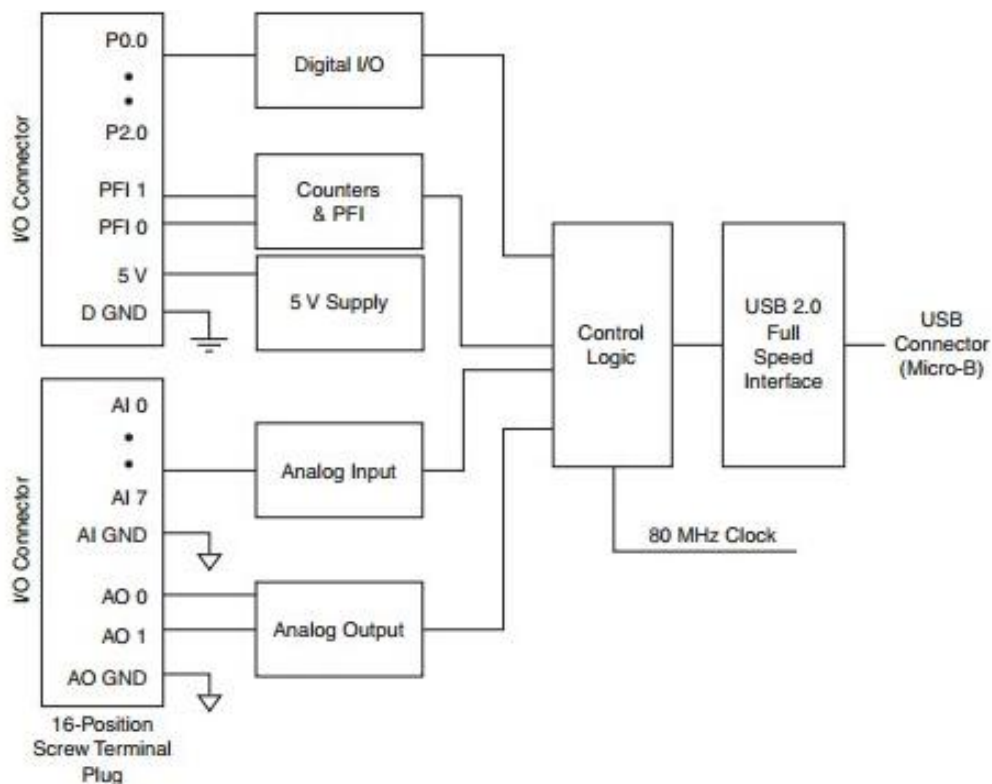 I/O Connector
P0.0
P2.0
PFI 1
PFI 0
5 V
D GND
Digital I/O
Counters
& PFI
5 V Supply
I/O Connector
AI 0
AI 7
AI GND
AO 0
AO 1
AO GND
16-Position
Screw Terminal
Plug
Analog Input
Analog Output
Control
Logic
80 MHz Clock
USB 2.0
Full
Speed
Interface
USB
Connector
(Micro-B)